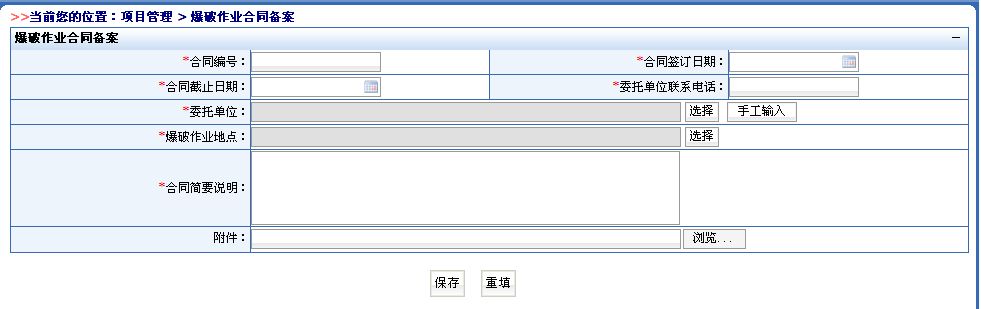 >>当前您的位置：项目管理 > 爆破作业合同备案
爆破作业合同备案 －
*合同编号： *合同签订日期：
*合同截止日期： *委托单位联系电话：
*委托单位： 选择 手工输入
*爆破作业地点： 选择
*合同简要说明：
附件： 浏览...
保存 重填